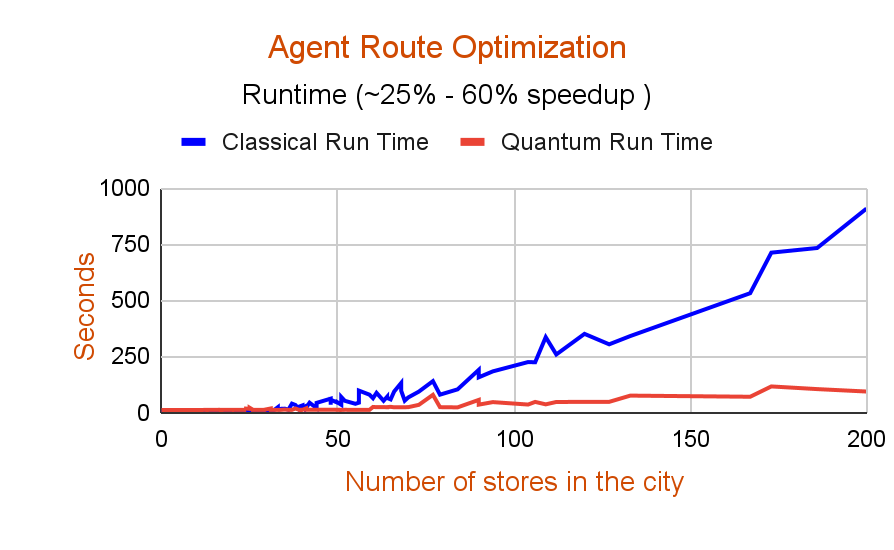 Agent Route Optimization
Runtime (~25% - 60% speedup )
Classical Run Time Quantum Run Time
1000
750
500
250
0
Seconds
0 50 100 150 200
Number of stores in the city